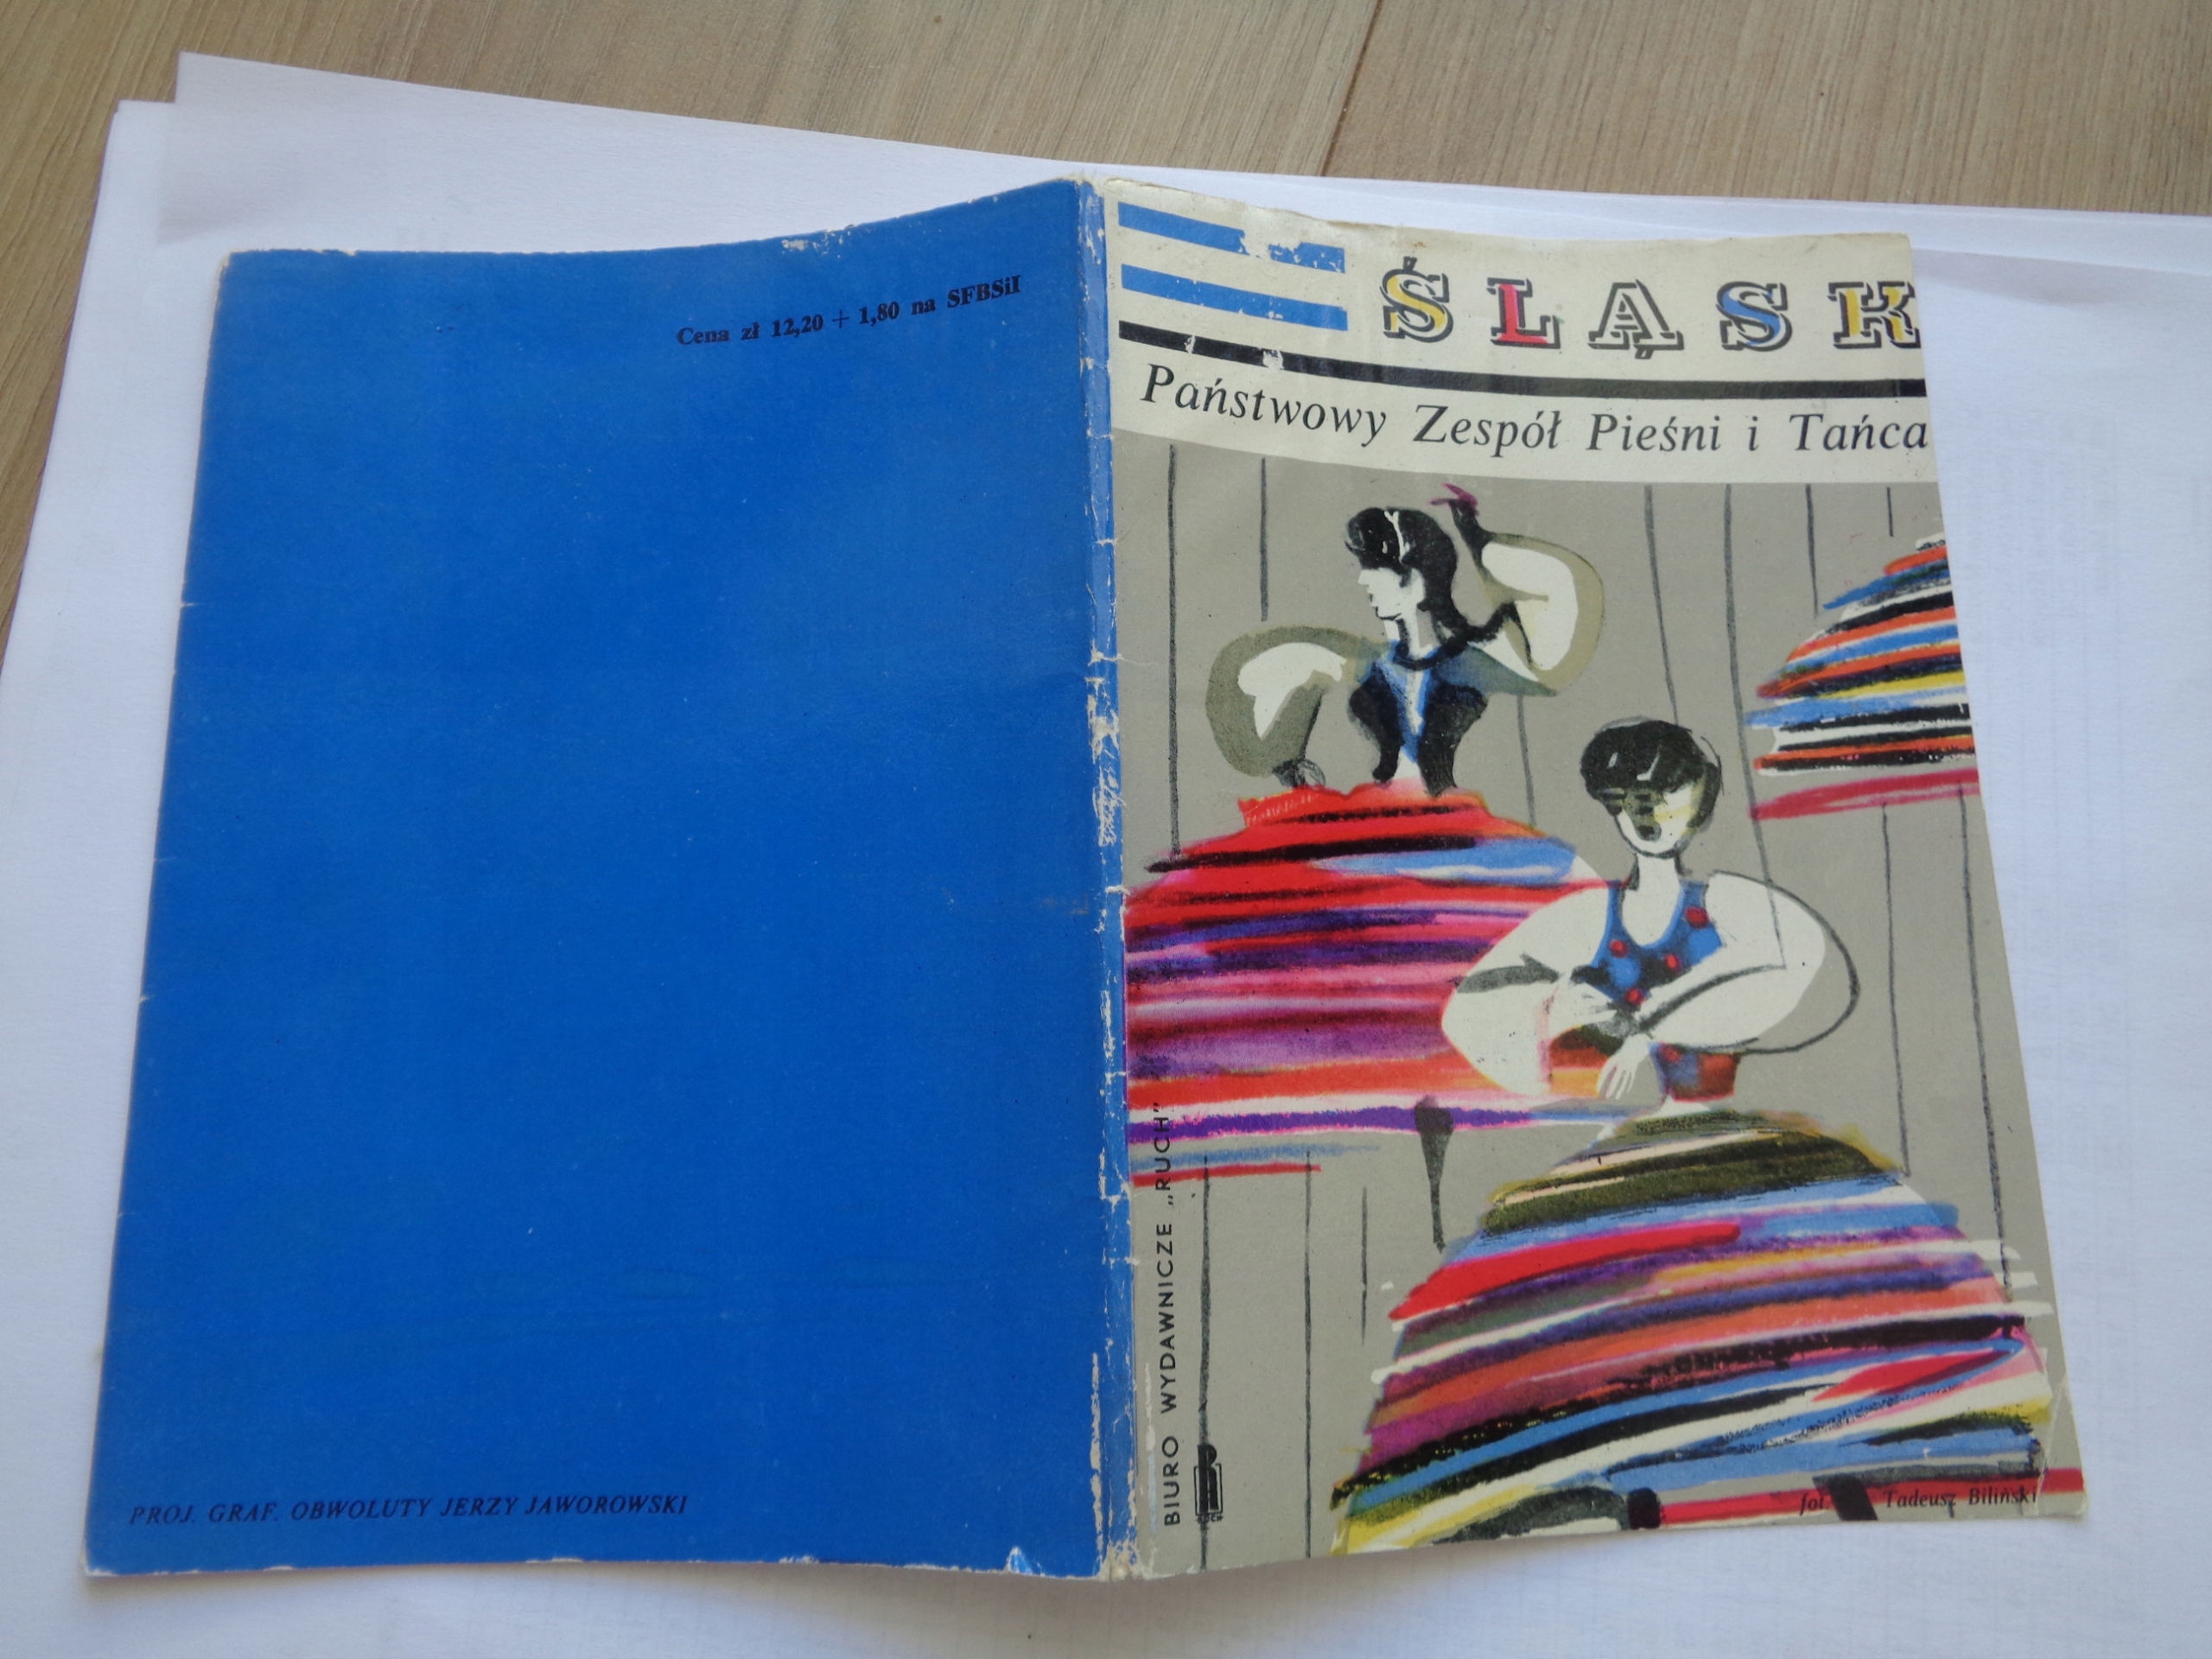 Cena zł 12,20 + 1,80 na SFBSiI
PROJ. GRAF. OBWOLUTY JERZY JAWOROWSKI
ŚLĄSK
Państwowy Zespół Pieśni i Tańca
BIURO WYDAWNICZE „RUCH”
RUCH
fot Tadeusz Biliński